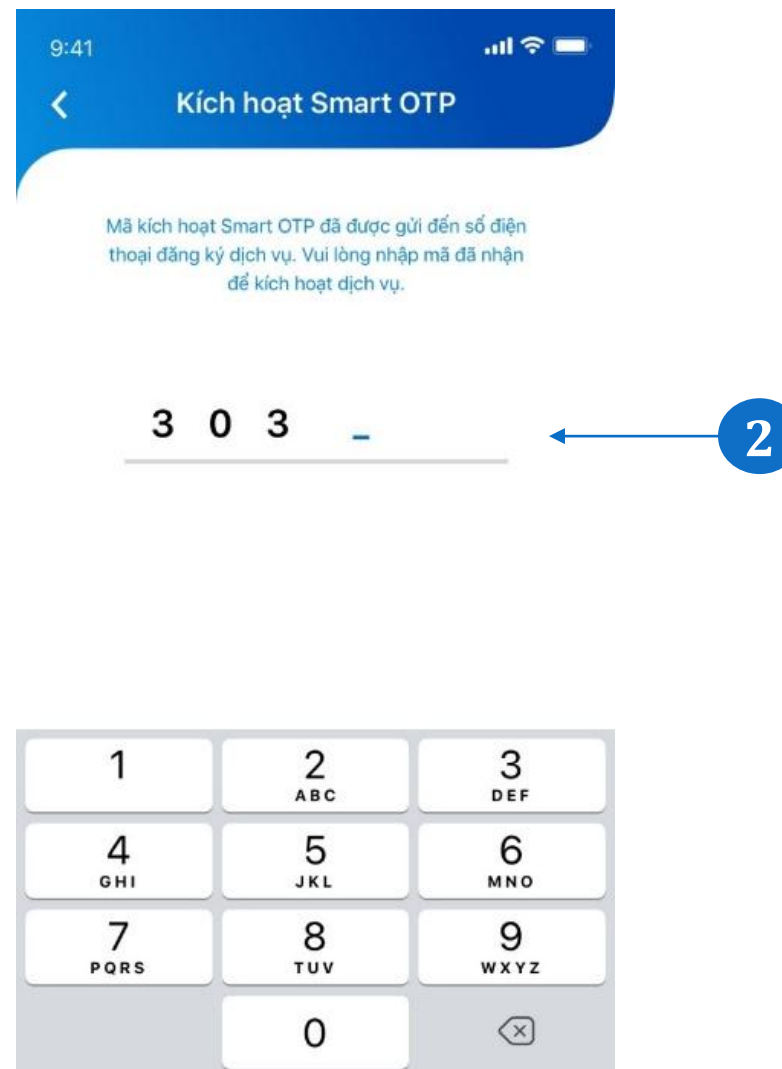 9:41
Kích hoạt Smart OTP
Mã kích hoạt Smart OTP đã được gửi đến số điện
thoại đăng ký dịch vụ. Vui lòng nhập mã đã nhận
để kích hoạt dịch vụ.
3 0 3 _
2
1 2 3
ABC DEF
4 5 6
GHI JKL MNO
7 8 9
PQRS TUV WXYZ
0